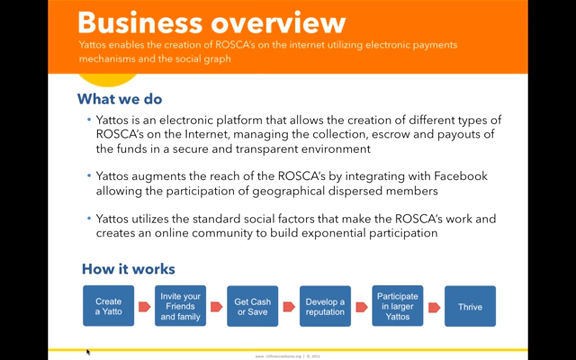 Business overview
Yattos enables the creation of ROSCA's on the internet utilizing electronic payments
mechanisms and the social graph
What we do
• Yattos is an electronic platform that allows the creation of different types of
ROSCA's on the Internet, managing the collection, escrow and payouts of
the funds in a secure and transparent environment
• Yattos augments the reach of the ROSCA's by integrating with Facebook
allowing the participation of geographical dispersed members
• Yattos utilizes the standard social factors that make the ROSCA's work and
creates an online community to build exponential participation
How it works
Create
a Yatto
Invite your
Friends
and family
Get Cash
or Save
Develop a
reputation
Participate
in larger
Yattos
Thrive